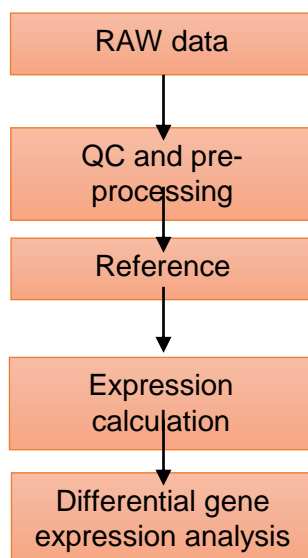 RAW data
QC and pre-
processing
Reference
Expression
calculation
Differential gene
expression analysis